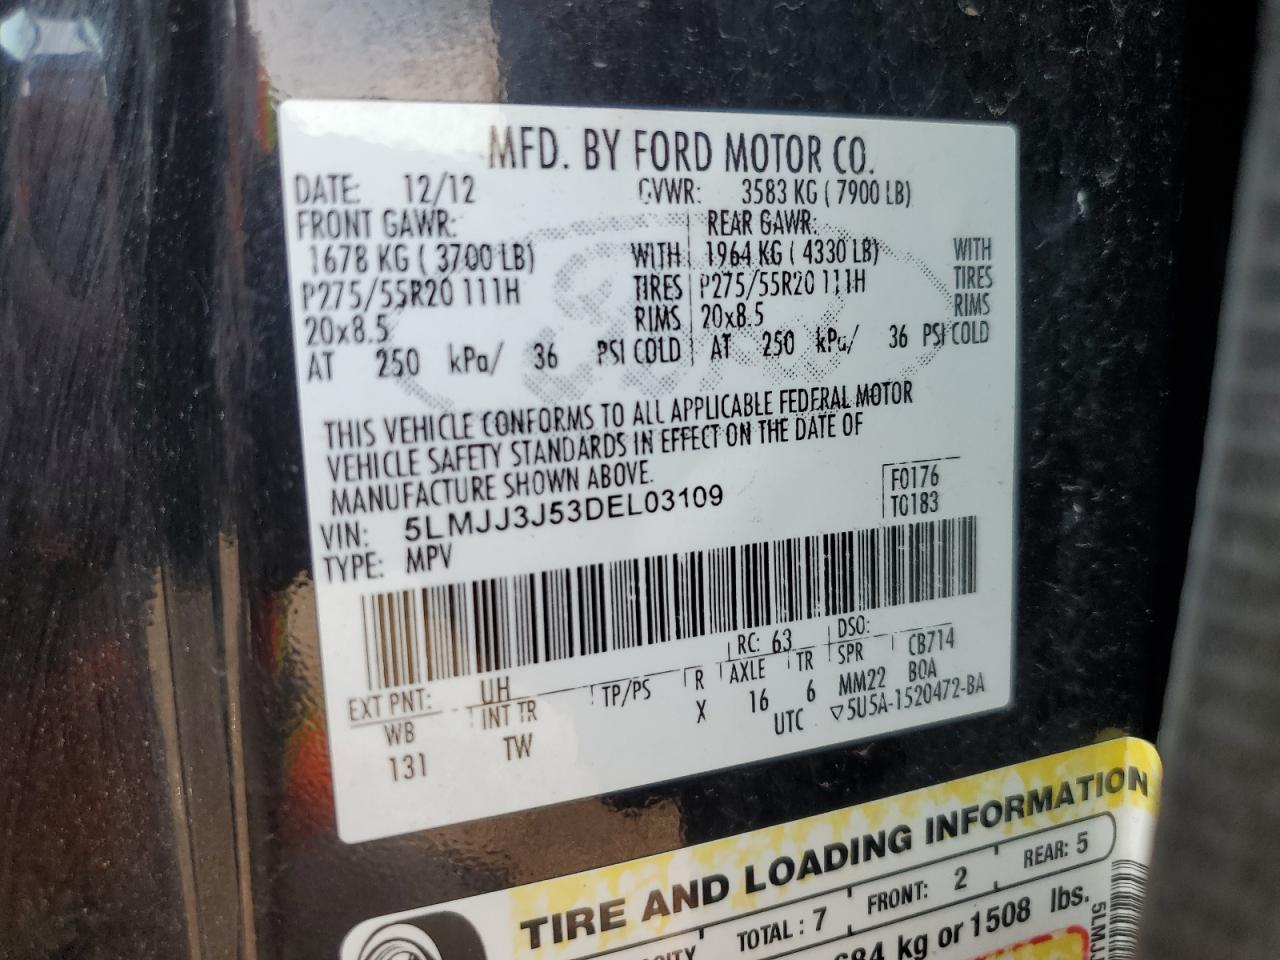 MFD. BY FORD MOTOR CO.
DATE: 12/12 GVWR: 3583 KG ( 7900 LB)
FRONT GAWR: REAR GAWR:
1678 KG ( 3700 LB) WITH 1964 KG ( 4330 LB) WITH
P275/55R20 111H TIRES P275/55R20 111H TIRES
20x8.5 RIMS 20x8.5 RIMS
AT 250 kPa/ 36 PSI COLD AT 250 kPa/ 36 PSI COLD
THIS VEHICLE CONFORMS TO ALL APPLICABLE FEDERAL MOTOR
VEHICLE SAFETY STANDARDS IN EFFECT ON THE DATE OF
MANUFACTURE SHOWN ABOVE.
VIN: 5LMJJ3J53DEL03109
TYPE: MPV
F0176
T0183
EXT PNT: UH RC: 63 DSO:
WB INT TR TP/PS R AXLE TR SPR CB714
131 TW X 16 6 MM22 BOA
UTC ▽5U5A-1520472-BA
TIRE AND LOADING INFORMATION
TOTAL : 7 FRONT: 2 REAR: 5
kg or 1508 lbs.